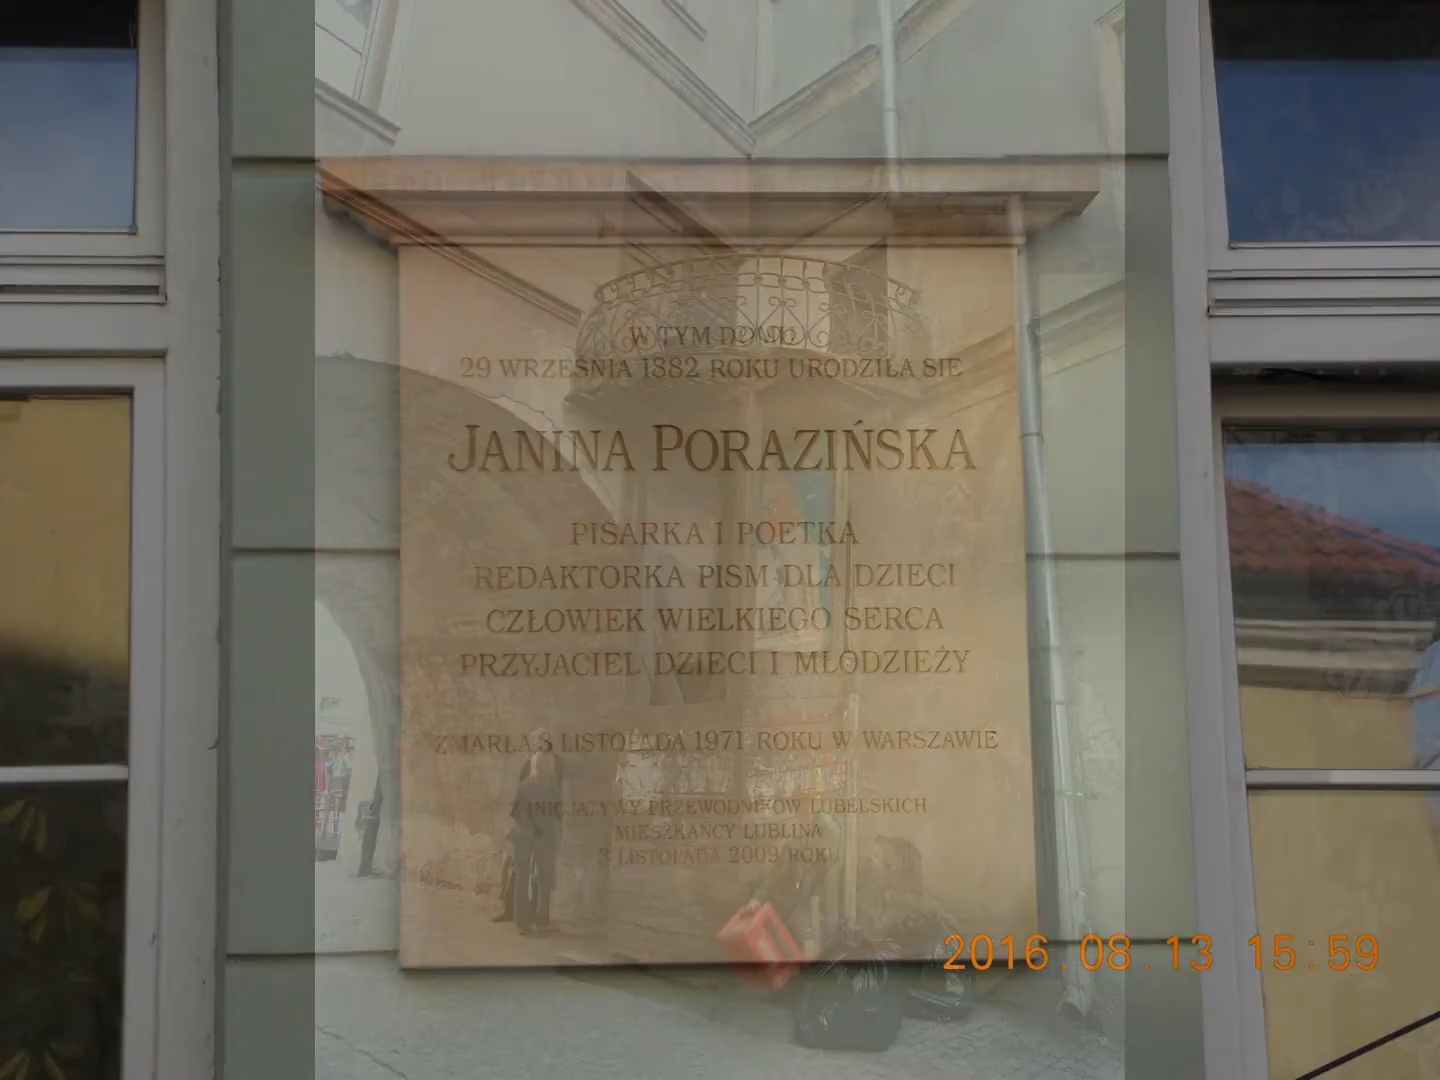 W TYM DOMU
29 WRZEŚNIA 1882 ROKU URODZIŁA SIĘ
JANINA PORAZIŃSKA
PISARKA I POETKA
REDAKTORKA PISM DLA DZIECI
CZŁOWIEK WIELKIEGO SERCA
PRZYJACIEL DZIECI I MŁODZIEŻY
ZMARŁA 3 LISTOPADA 1971 ROKU W WARSZAWIE
Z INICJATYWY PRZEWODNIKÓW LUBELSKICH
MIESZKAŃCY LUBLINA
3 LISTOPADA 2009 ROKU
2016.08.13 15:59